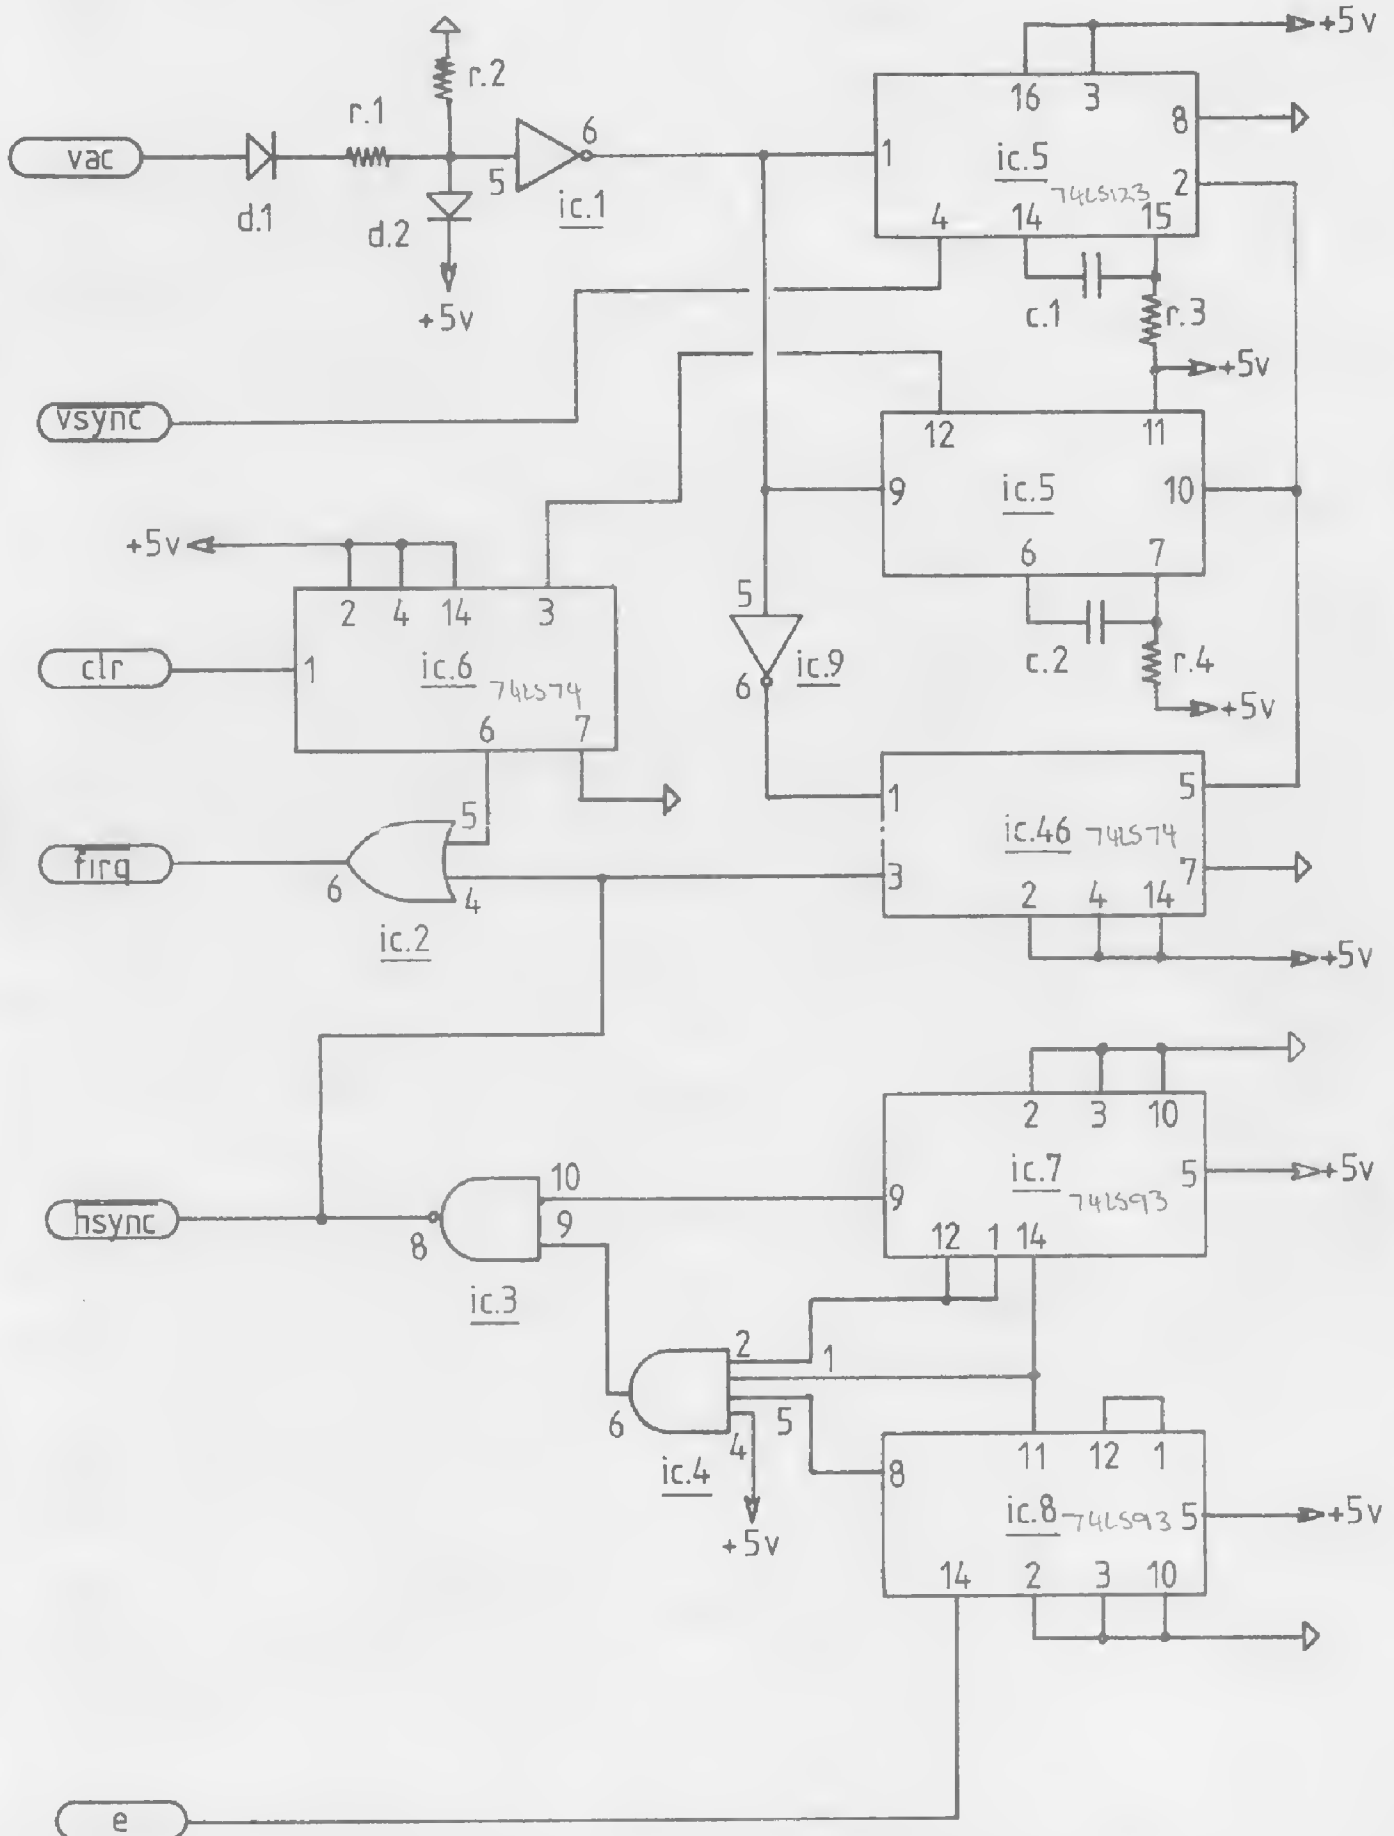 +5v
16 3
r.2
8
r.1
6
vac
1
ic.5
74LS123
2
5
ic.1
d.1
d.2
4 14 15
+5v
c.1
r.3
+5v
vsync
12 11
9
ic.5
10
+5v
6 7
5
2 4 14 3
ic.9
c.2
r.4
clr
1
ic.6
74LS74
6
+5v
6 7
1
5
5
ic.46
74LS74
firq
6
3
7
4
2 4 14
ic.2
+5v
2 3 10
ic.7
5
+5v
10
9
74LS93
hsync
9
8
12 1 14
ic.3
2
1
6
5
4
11 12 1
ic.4
8
ic.8
74LS93
5
+5v
+5v
14 2 3 10
e